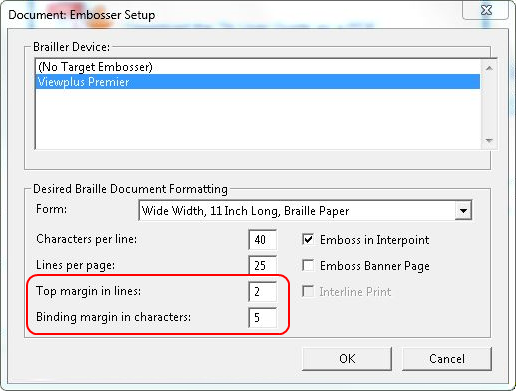 Document: Embosser Setup
Brailler Device:
(No Target Embosser)
Viewplus Premier
Desired Braille Document Formatting
Form: Wide Width, 11 Inch Long, Braille Paper
Characters per line: 40 Emboss in Interpoint
Lines per page: 25 Emboss Banner Page
Top margin in lines: 2 Interline Print
Binding margin in characters: 5
OK Cancel